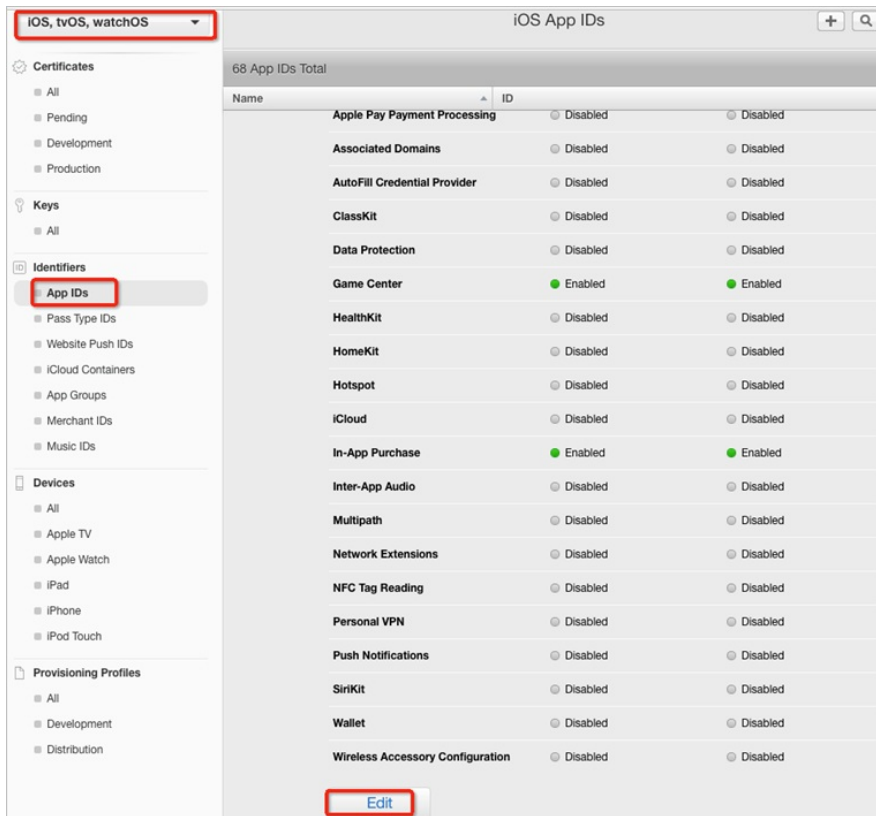 iOS, tvOS, watchOS
iOS App IDs
Certificates
All
Pending
Development
Production
Keys
All
ID
Identifiers
App IDs
Pass Type IDs
Website Push IDs
iCloud Containers
App Groups
Merchant IDs
Music IDs
Devices
All
Apple TV
Apple Watch
iPad
iPhone
iPod Touch
Provisioning Profiles
All
Development
Distribution
68 App IDs Total
Name ID
Apple Pay Payment Processing Disabled Disabled
Associated Domains Disabled Disabled
AutoFill Credential Provider Disabled Disabled
ClassKit Disabled Disabled
Data Protection Disabled Disabled
Game Center Enabled Enabled
HealthKit Disabled Disabled
HomeKit Disabled Disabled
Hotspot Disabled Disabled
iCloud Disabled Disabled
In-App Purchase Enabled Enabled
Inter-App Audio Disabled Disabled
Multipath Disabled Disabled
Network Extensions Disabled Disabled
NFC Tag Reading Disabled Disabled
Personal VPN Disabled Disabled
Push Notifications Disabled Disabled
SiriKit Disabled Disabled
Wallet Disabled Disabled
Wireless Accessory Configuration Disabled Disabled
Edit